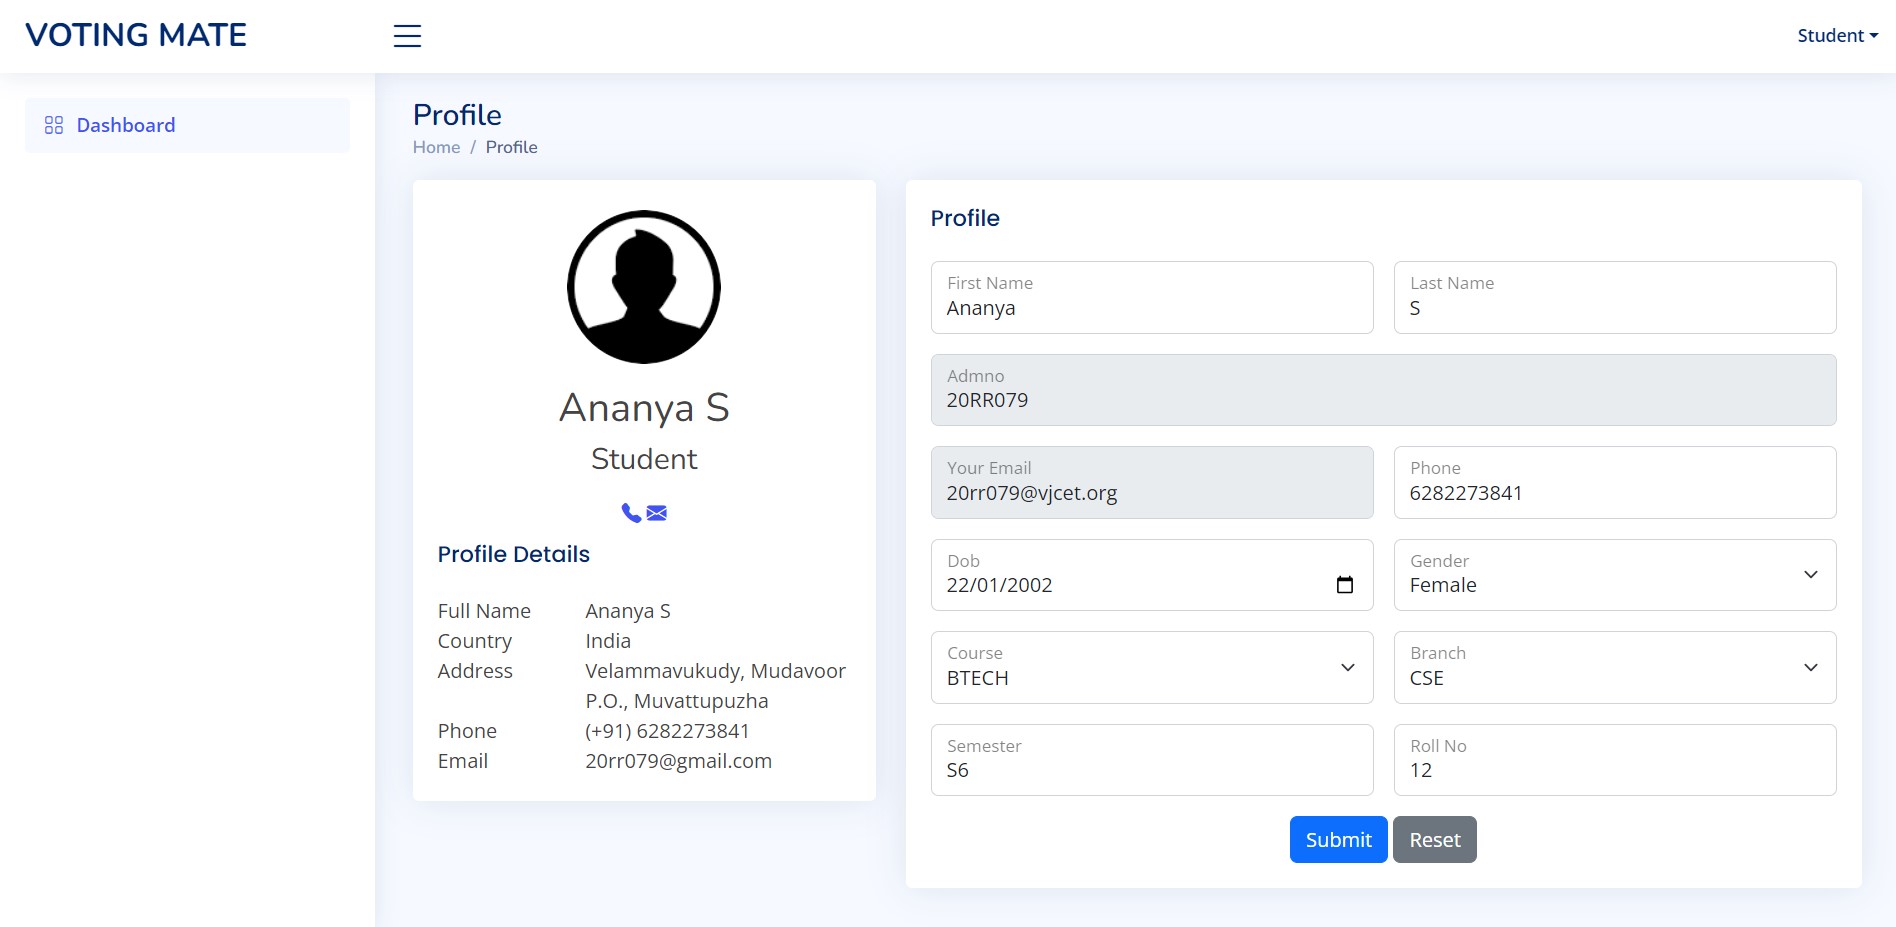 VOTING MATE
Student
Dashboard
Profile
Home / Profile
Ananya S
Student
Profile Details
Full Name Ananya S
Country India
Address Velammavukudy, Mudavoor
P.O., Muvattupuzha
Phone (+91) 6282273841
Email 20rr079@gmail.com
Profile
First Name
Ananya
Last Name
S
Admno
20RR079
Your Email
20rr079@vjcet.org
Phone
6282273841
Dob
22/01/2002
Gender
Female
Course
BTECH
Branch
CSE
Semester
S6
Roll No
12
Submit
Reset